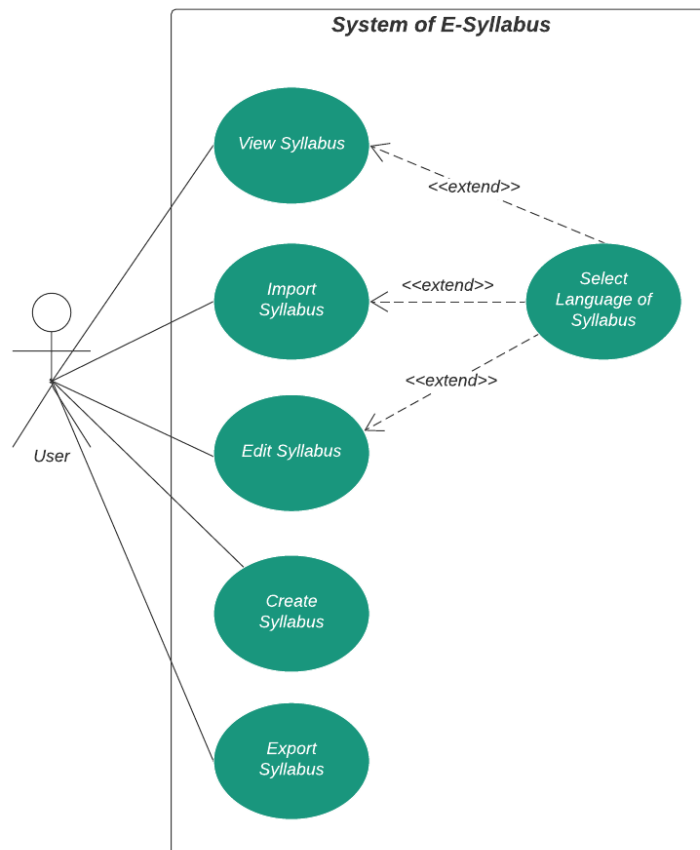 System of E-Syllabus
View Syllabus
<<extend>>
Import
Syllabus
<<extend>>
Select
Language of
Syllabus
<<extend>>
Edit Syllabus
User
Create
Syllabus
Export
Syllabus